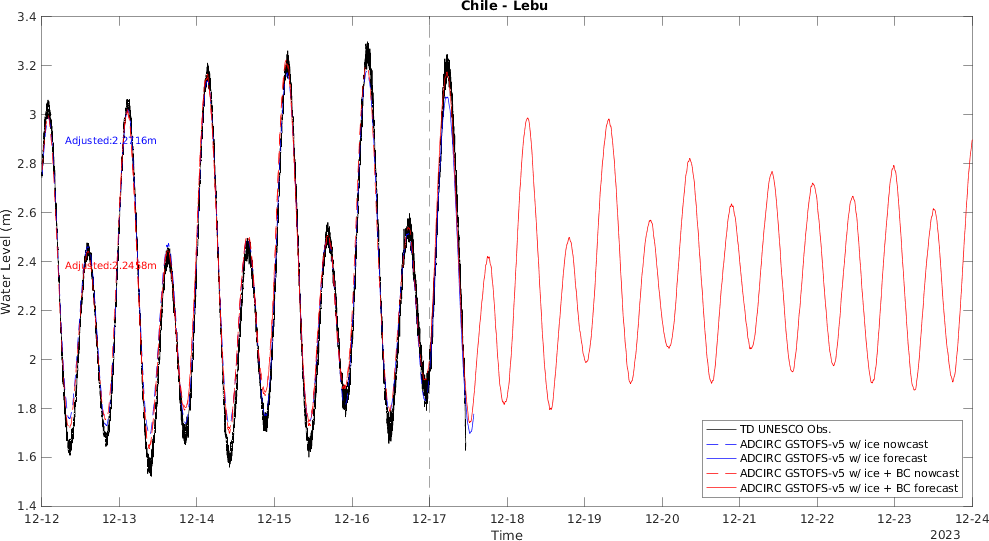 Chile - Lebu
3.4
3.2
3
2.8
2.6
2.4
2.2
2
1.8
1.6
1.4
Water Level (m)
Adjusted:2.2716m
Adjusted:2.2458m
TD UNESCO Obs.
ADCIRC GSTOFS-v5 w/ ice nowcast
ADCIRC GSTOFS-v5 w/ ice forecast
ADCIRC GSTOFS-v5 w/ ice + BC nowcast
ADCIRC GSTOFS-v5 w/ ice + BC forecast
12-12 12-13 12-14 12-15 12-16 12-17 12-18 12-19 12-20 12-21 12-22 12-23 12-24
Time
2023